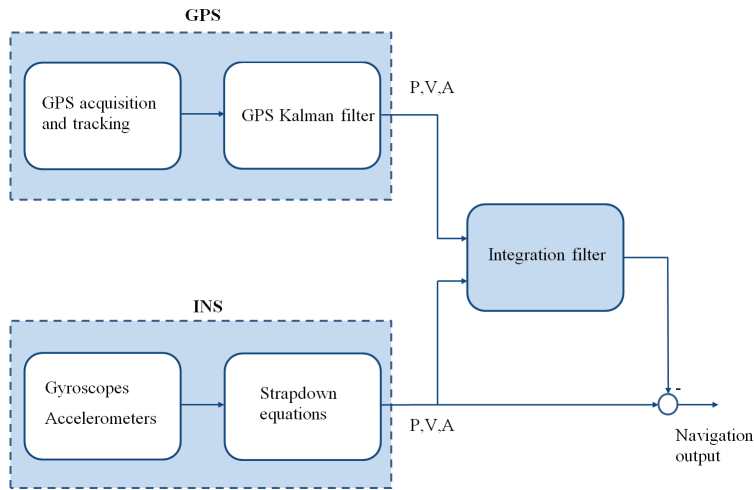 GPS
GPS acquisition
and tracking
GPS Kalman filter
P,V,A
Integration filter
INS
Gyroscopes
Accelerometers
Strapdown
equations
P,V,A
-
Navigation
output